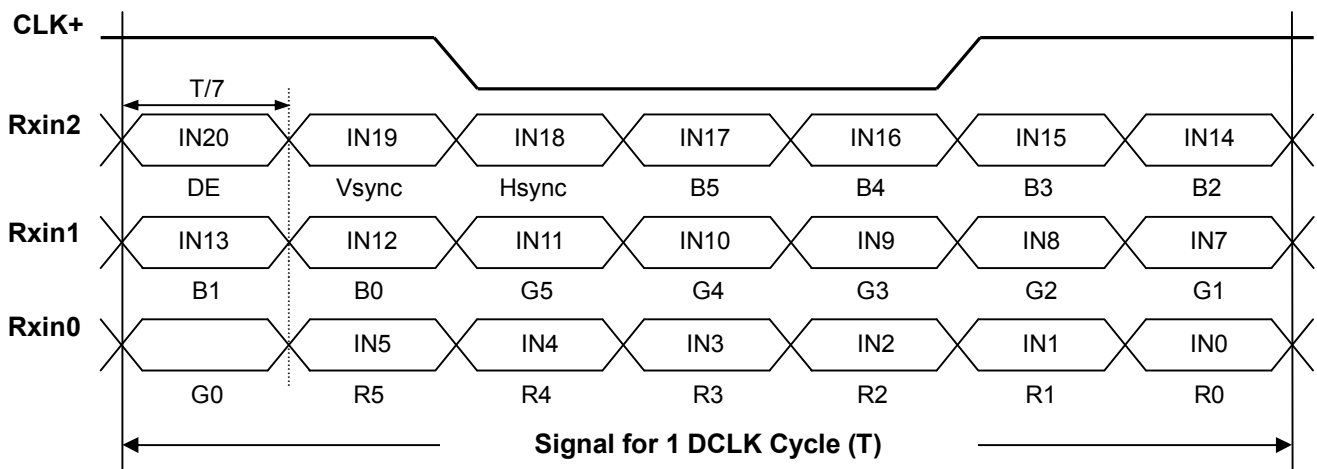 CLK+
T/7
Rxin2
IN20 IN19 IN18 IN17 IN16 IN15 IN14
DE Vsync Hsync B5 B4 B3 B2
Rxin1
IN13 IN12 IN11 IN10 IN9 IN8 IN7
B1 B0 G5 G4 G3 G2 G1
Rxin0
IN5 IN4 IN3 IN2 IN1 IN0
G0 R5 R4 R3 R2 R1 R0
Signal for 1 DCLK Cycle (T)